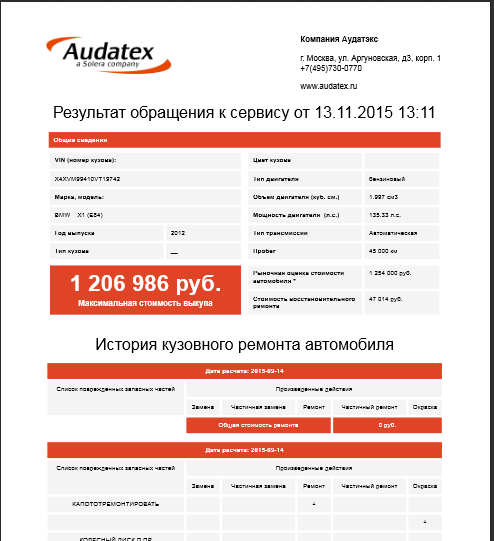 Audatex
a Solera company
Компания Аудатэкс
г. Москва, ул. Аргуновская, д3, корп. 1
+7(495)730-0770
www.audatex.ru
Результат обращения к сервису от 13.11.2015 13:11
Общие сведения
VIN (номер кузова):
X4XVM99410VT19742
Марка, модель:
BMW X1 (E84)
Год выпуска 2012
Тип кузова __
Цвет кузова
Тип двигателя бензиновый
Объем двигателя (куб. см.) 1.997 см3
Мощность двигателя (л.с.) 135.33 л.с.
Тип трансмиссии Автоматическая
Пробег 45 000 км
1 206 986 руб.
Максимальная стоимость выкупа
Рыночная оценка стоимости
автомобиля * 1 254 000 руб.
Стоимость восстановительного
ремонта 47 014 руб.
История кузовного ремонта автомобиля
Дата расчета: 2015-09-14
Список поврежденных запасных частей Произведенные действия
Замена Частичная замена Ремонт Частичный ремонт Окраска
Общая стоимость ремонта 0 руб.
Дата расчета: 2015-09-14
Список поврежденных запасных частей Произведенные действия
Замена Частичная замена Ремонт Частичный ремонт Окраска
КАПОТОТРЕМОНТИРОВАТЬ +
+
КОЛЕСНЫЙ ДИСК П ПР